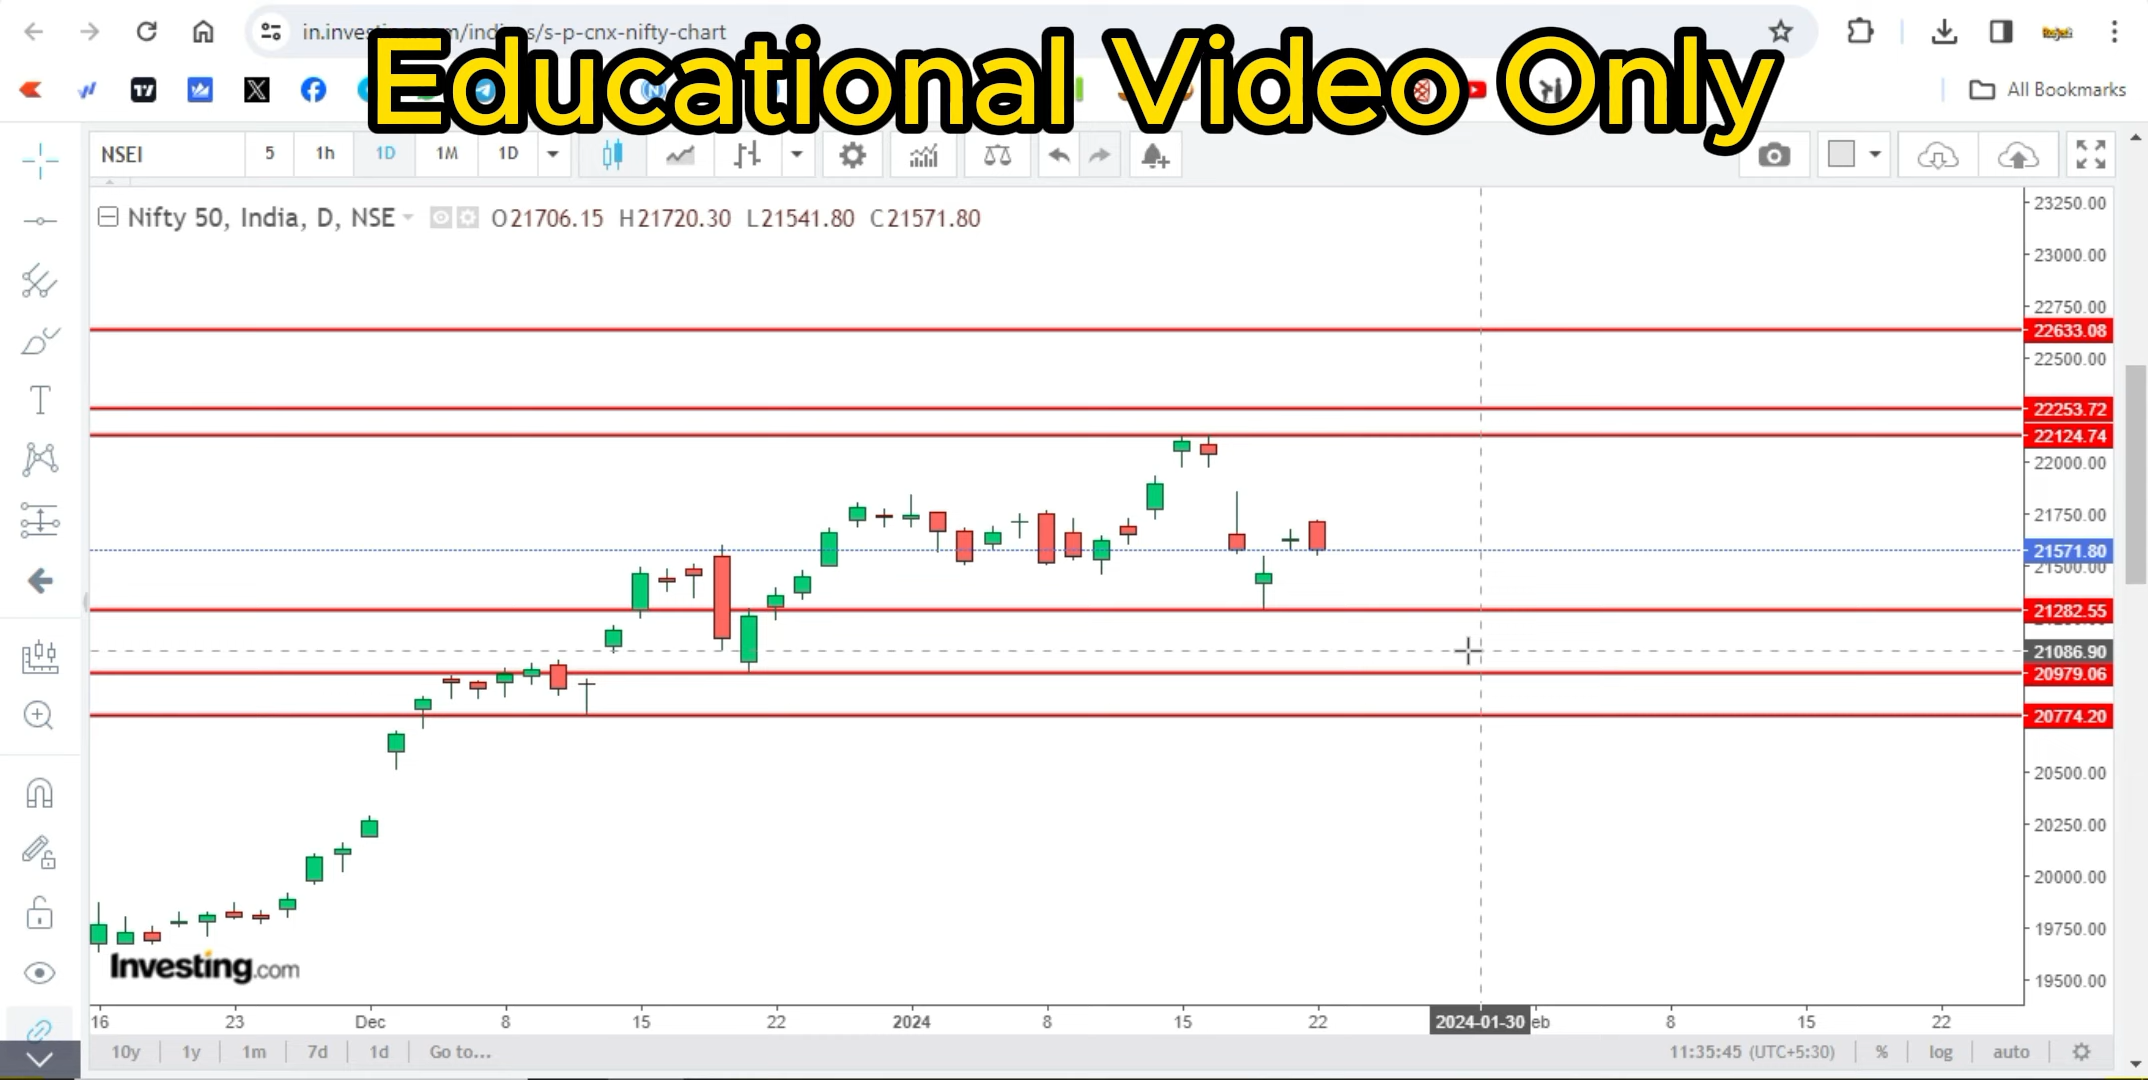 in.investi m/indi s/s-p-cnx-nifty-chart
Educational Video Only
All Bookmarks
NSEI 5 1h 1D 1M 1D
Nifty 50, India, D, NSE O21706.15 H21720.30 L21541.80 C21571.80
23250.00
23000.00
22750.00
22633.08
22500.00
22253.72
22124.74
22000.00
21750.00
21571.80
21500.00
21282.55
21086.90
20979.06
20774.20
20500.00
20250.00
20000.00
19750.00
19500.00
Investing.com
16 23 Dec 8 15 22 2024 8 15 22 2024-01-30 eb 8 15 22
10y 1y 1m 7d 1d Go to... 11:35:45 (UTC+5:30) % log auto